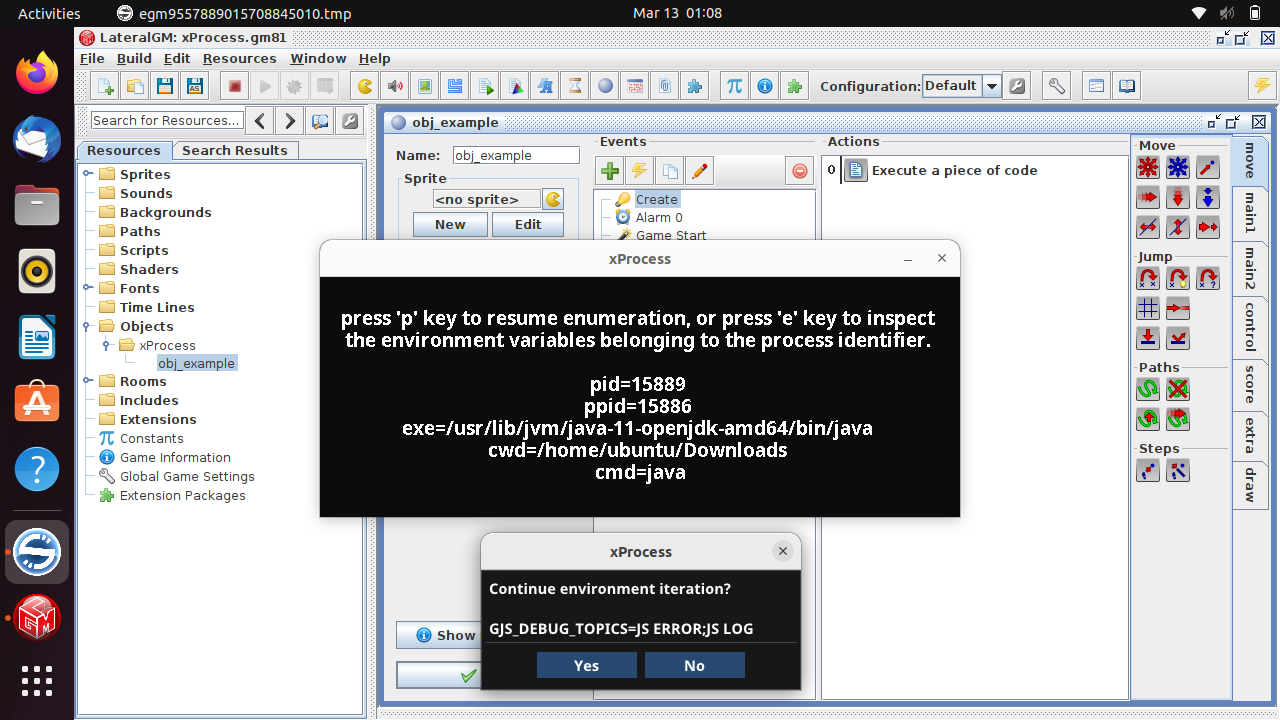 Activities
egm9557889015708845010.tmp
Mar 13 01:08
LateralGM: xProcess.gm81
File Build Edit Resources Window Help
AS
Configuration: Default
Search for Resources...
Resources
Search Results
Sprites
Sounds
Backgrounds
Paths
Scripts
Shaders
Fonts
Time Lines
Objects
xProcess
obj_example
Rooms
Includes
Extensions
Constants
Game Information
Global Game Settings
Extension Packages
obj_example
Name: obj_example
Sprite
<no sprite>
New
Edit
Events
Create
Alarm 0
Game Start
Actions
0 Execute a piece of code
Move
Jump
Paths
Steps
move
main1
main2
control
score
extra
draw
xProcess
press 'p' key to resume enumeration, or press 'e' key to inspect
the environment variables belonging to the process identifier.
pid=15889
ppid=15886
exe=/usr/lib/jvm/java-11-openjdk-amd64/bin/java
cwd=/home/ubuntu/Downloads
cmd=java
Show
xProcess
Continue environment iteration?
GJS_DEBUG_TOPICS=JS ERROR;JS LOG
Yes
No